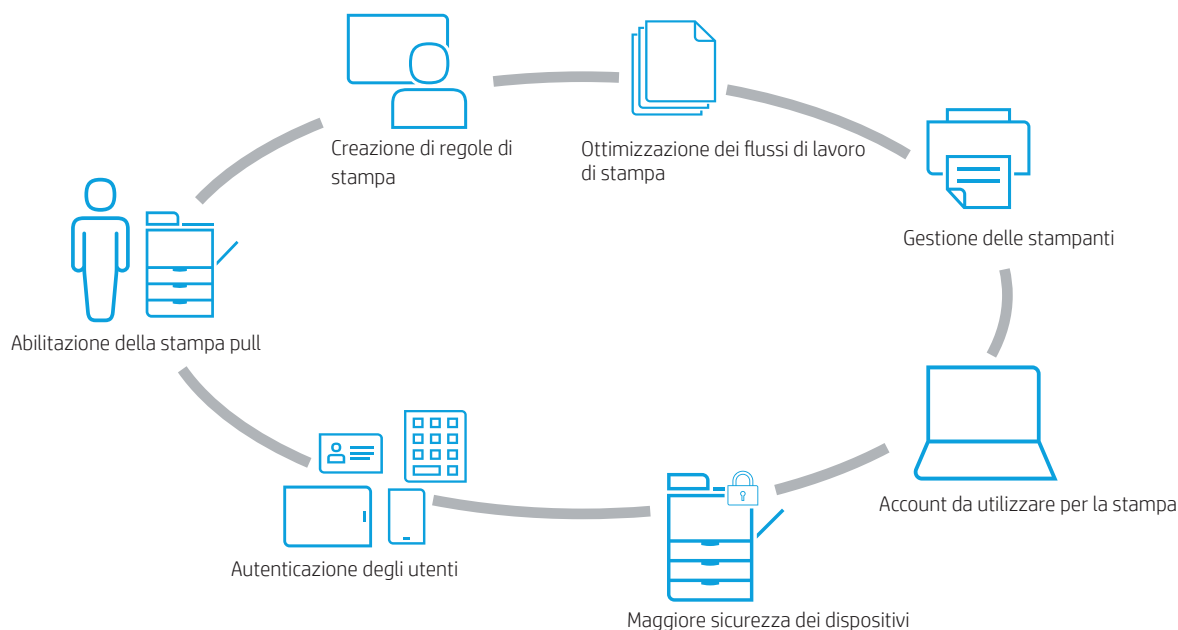 Creazione di regole di
stampa
Ottimizzazione dei flussi di lavoro
di stampa
Gestione delle stampanti
Abilitazione della stampa pull
Account da utilizzare per la stampa
Autenticazione degli utenti
Maggiore sicurezza dei dispositivi